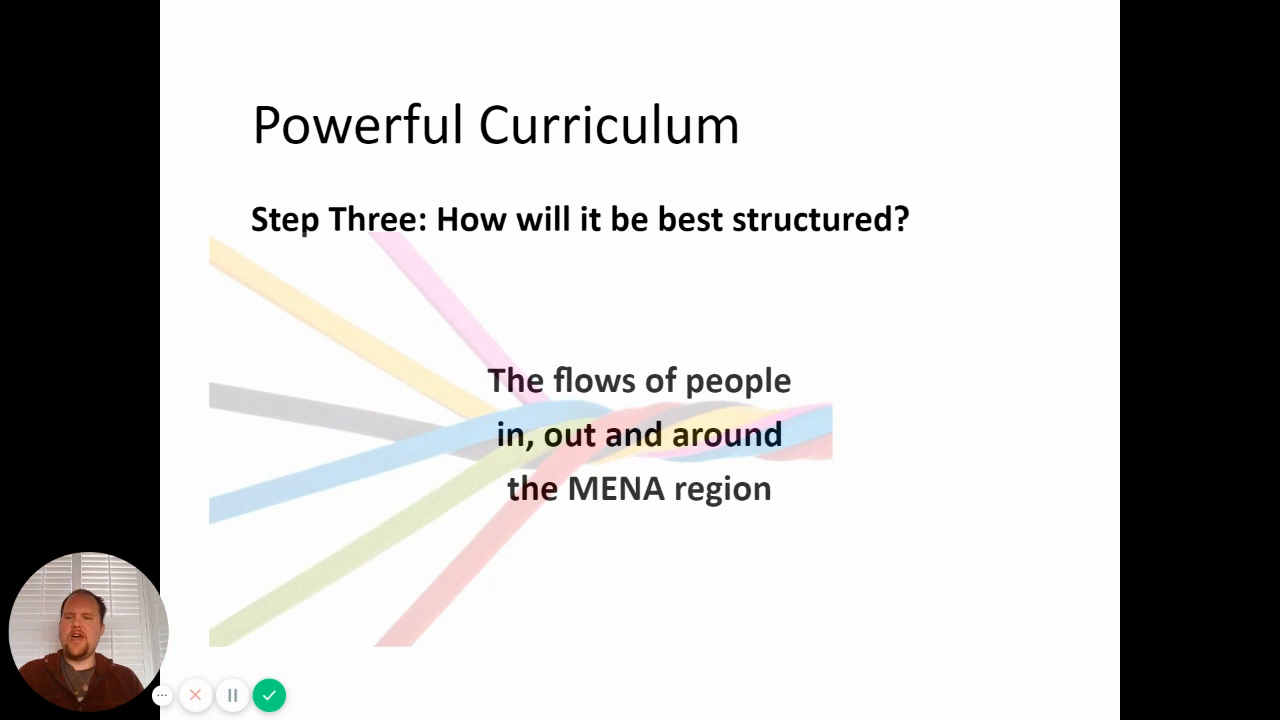 Powerful Curriculum
Step Three: How will it be best structured?
The flows of people
in, out and around
the MENA region